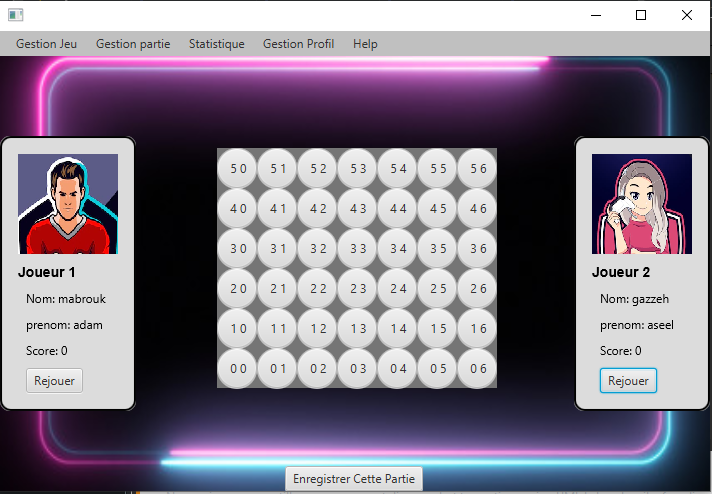 Gestion Jeu Gestion partie Statistique Gestion Profil Help
Joueur 1
Nom: mabrouk
prenom: adam
Score: 0
Rejouer
5 0 5 1 5 2 5 3 5 4 5 5 5 6
4 0 4 1 4 2 4 3 4 4 4 5 4 6
3 0 3 1 3 2 3 3 3 4 3 5 3 6
2 0 2 1 2 2 2 3 2 4 2 5 2 6
1 0 1 1 1 2 1 3 1 4 1 5 1 6
0 0 0 1 0 2 0 3 0 4 0 5 0 6
Joueur 2
Nom: gazzeh
prenom: aseel
Score: 0
Rejouer
Enregistrer Cette Partie